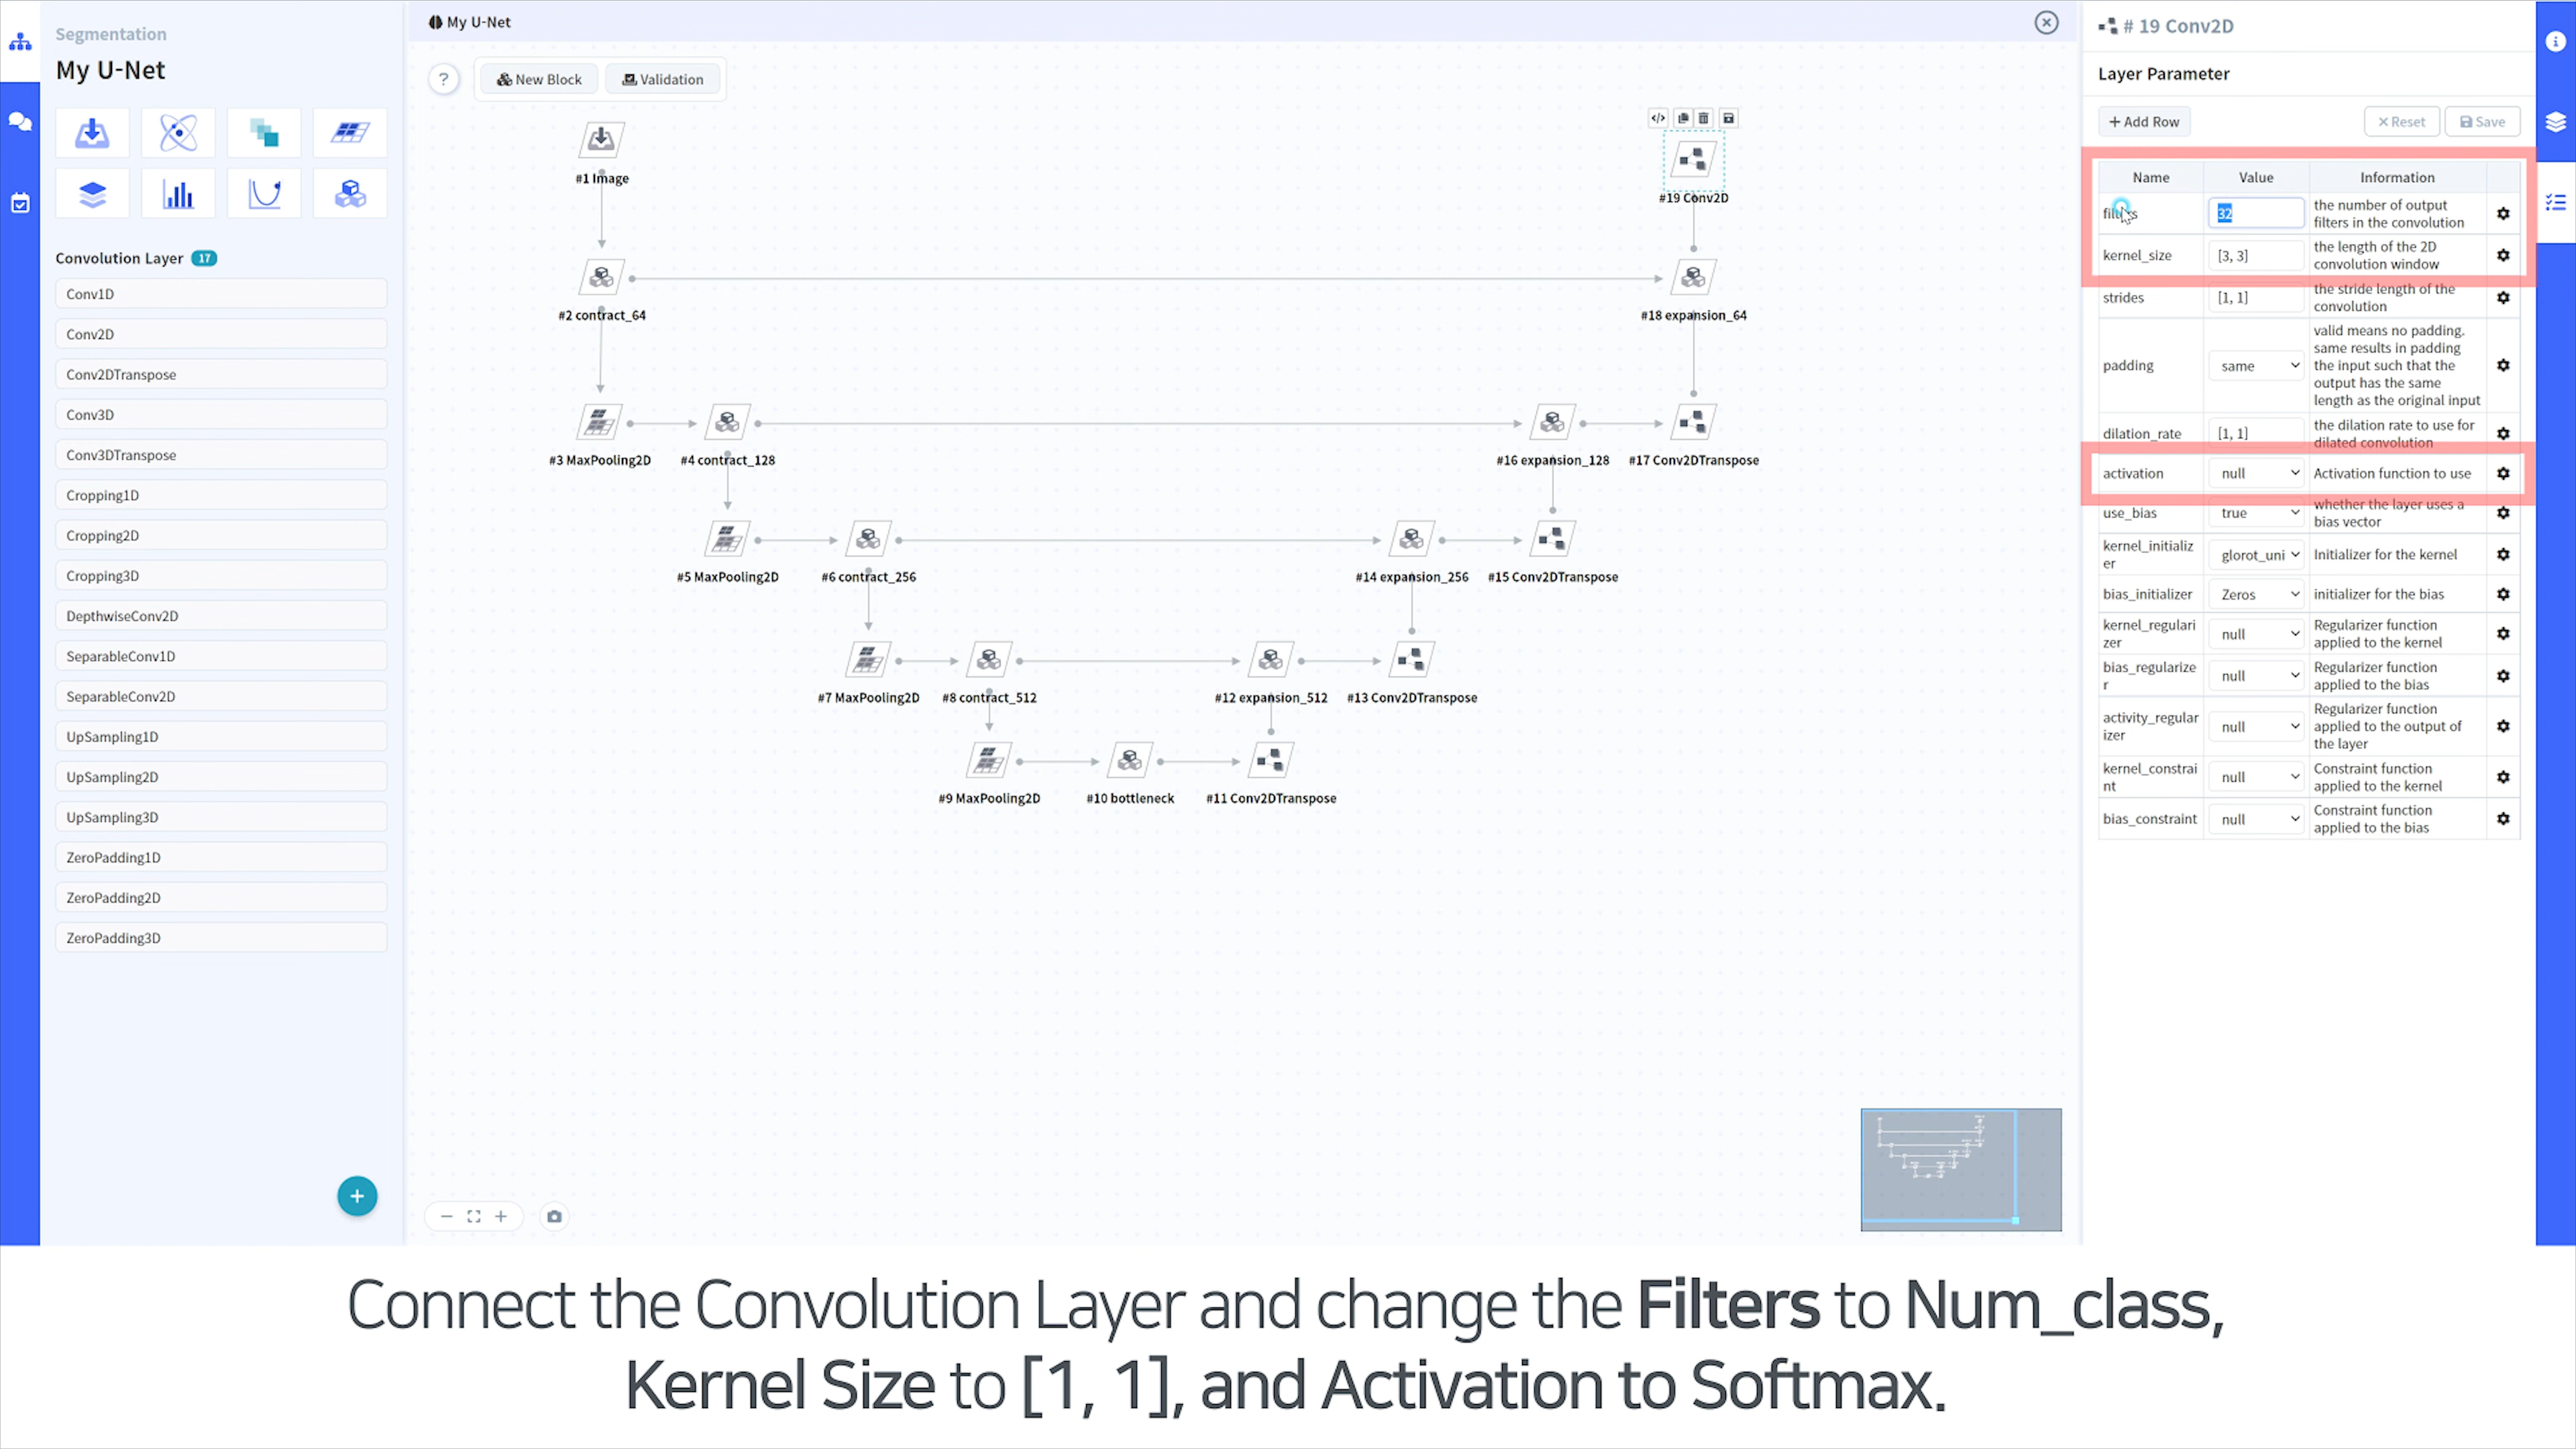 Segmentation
My U-Net
Convolution Layer 17
Conv1D
Conv2D
Conv2DTranspose
Conv3D
Conv3DTranspose
Cropping1D
Cropping2D
Cropping3D
DepthwiseConv2D
SeparableConv1D
SeparableConv2D
UpSampling1D
UpSampling2D
UpSampling3D
ZeroPadding1D
ZeroPadding2D
ZeroPadding3D
+
My U-Net
?
New Block
Validation
#1 Image
#19 Conv2D
#2 contract_64
#18 expansion_64
#3 MaxPooling2D
#4 contract_128
#16 expansion_128
#17 Conv2DTranspose
#5 MaxPooling2D
#6 contract_256
#14 expansion_256
#15 Conv2DTranspose
#7 MaxPooling2D
#8 contract_512
#12 expansion_512
#13 Conv2DTranspose
#9 MaxPooling2D
#10 bottleneck
#11 Conv2DTranspose
# 19 Conv2D
Layer Parameter
+ Add Row
× Reset
Save
Name Value Information
filters 32 the number of output
filters in the convolution
kernel_size [3, 3] the length of the 2D
convolution window
strides [1, 1] the stride length of the
convolution
padding same valid means no padding.
same results in padding
the input such that the
output has the same
length as the original input
dilation_rate [1, 1] the dilation rate to use for
dilated convolution
activation null Activation function to use
use_bias true whether the layer uses a
bias vector
kernel_initializ
er glorot_uni Initializer for the kernel
bias_initializer Zeros initializer for the bias
kernel_regulari
zer null Regularizer function
applied to the kernel
bias_regularize
r null Regularizer function
applied to the bias
activity_regular
izer null Regularizer function
applied to the output of
the layer
kernel_constrai
nt null Constraint function
applied to the kernel
bias_constraint null Constraint function
applied to the bias
Connect the Convolution Layer and change the Filters to Num_class,
Kernel Size to [1, 1], and Activation to Softmax.